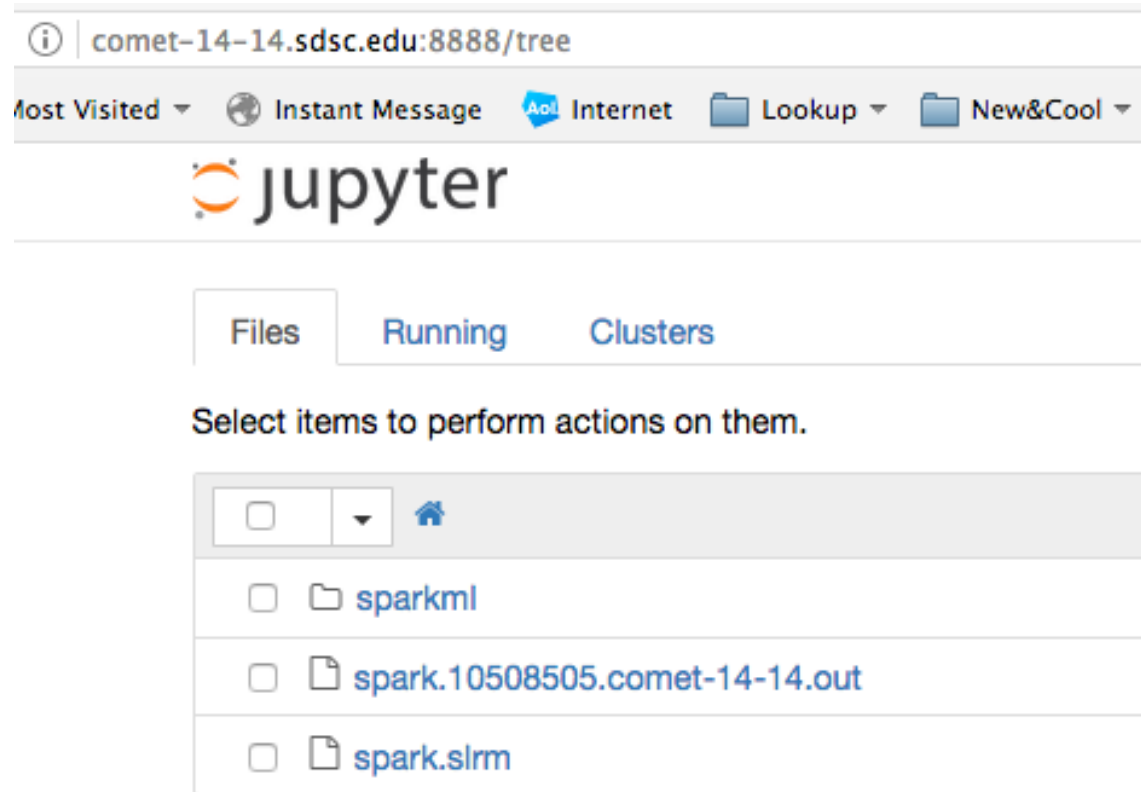 comet-14-14.sdsc.edu:8888/tree
Most Visited Instant Message Aol Internet Lookup New&Cool
jupyter
Files Running Clusters
Select items to perform actions on them.
sparkml
spark.10508505.comet-14-14.out
spark.slrm